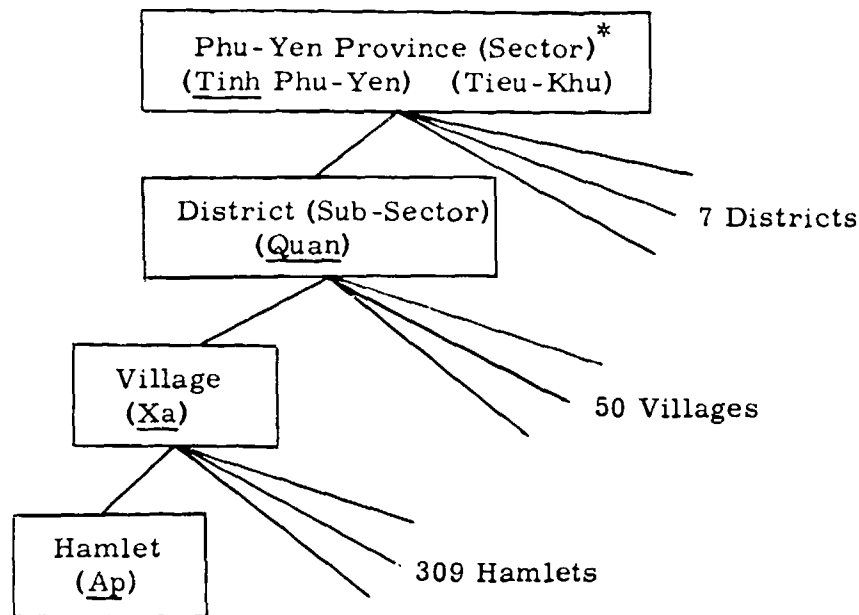 Phu-Yen Province (Sector)*
(Tinh Phu-Yen) (Tieu-Khu)
District (Sub-Sector)
(Quan)
7 Districts
Village
(Xa)
50 Villages
Hamlet
(Ap)
309 Hamlets